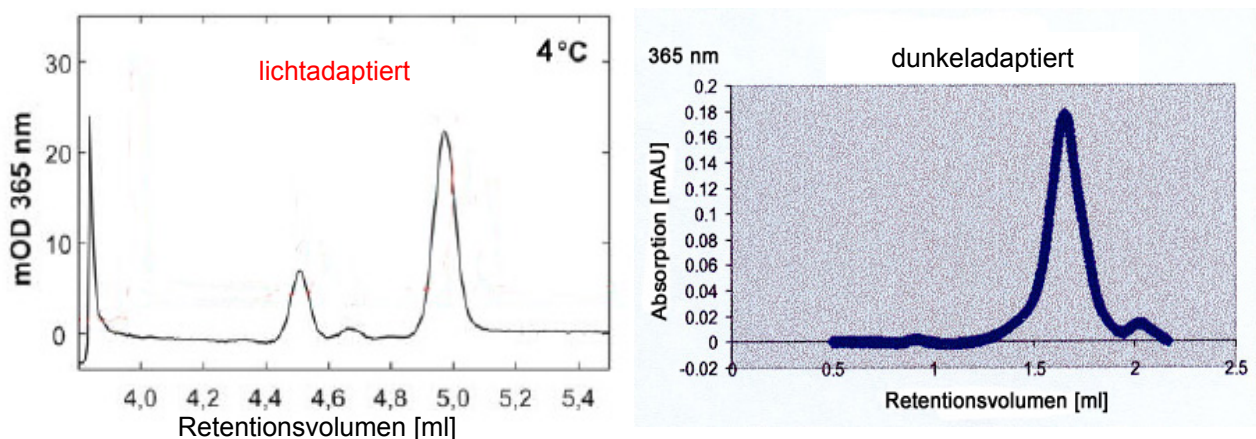 lichtadaptiert
4 °C
mOD 365 nm
30
20
10
0
4,0 4,2 4,4 4,6 4,8 5,0 5,2 5,4
Retentionsvolumen [ml]
365 nm
dunkeladaptiert
Absorption [mAU]
0.2
0.18
0.16
0.14
0.12
0.1
0.08
0.06
0.04
0.02
0
-0.02
0 0.5 1 1.5 2 2.5
Retentionsvolumen [ml]